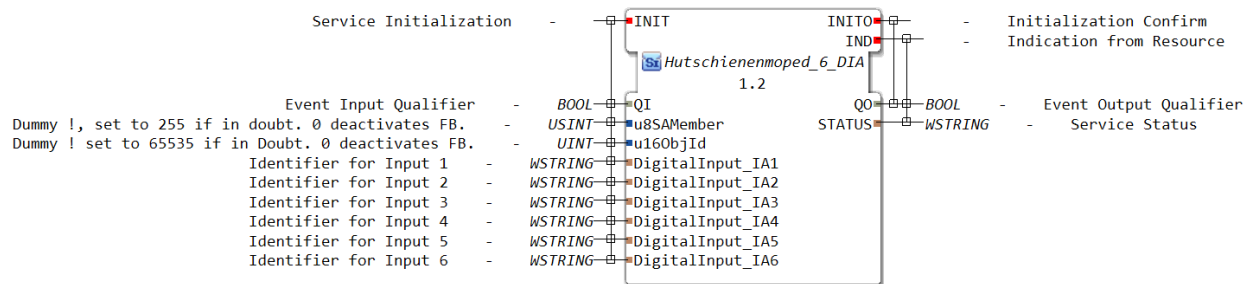 Service Initialization - INIT INITO - Initialization Confirm
IND - Indication from Resource
Si Hutschienenmoped_6_DIA
1.2
Event Input Qualifier - BOOL QI QO BOOL - Event Output Qualifier
Dummy !, set to 255 if in doubt. 0 deactivates FB. - USINT u8SAMember STATUS WSTRING - Service Status
Dummy ! set to 65535 if in Doubt. 0 deactivates FB. - UINT u16ObjId
Identifier for Input 1 - WSTRING DigitalInput_IA1
Identifier for Input 2 - WSTRING DigitalInput_IA2
Identifier for Input 3 - WSTRING DigitalInput_IA3
Identifier for Input 4 - WSTRING DigitalInput_IA4
Identifier for Input 5 - WSTRING DigitalInput_IA5
Identifier for Input 6 - WSTRING DigitalInput_IA6